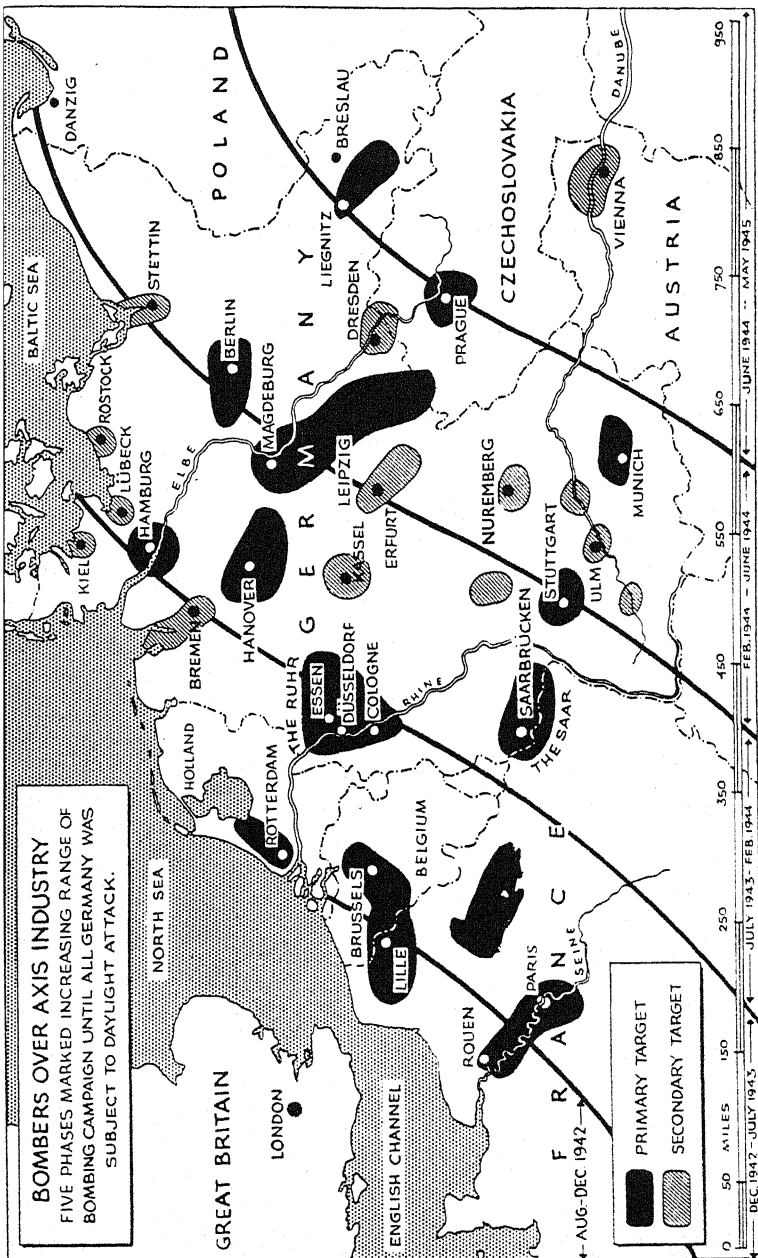 BOMBERS OVER AXIS INDUSTRY
FIVE PHASES MARKED INCREASING RANGE OF
BOMBING CAMPAIGN UNTIL ALL GERMANY WAS
SUBJECT TO DAYLIGHT ATTACK.
BALTIC SEA
DANZIG
STETTIN
ROSTOCK
LÜBECK
HAMBURG
KIEL
ELBE
BREMEN
NORTH SEA
HOLLAND
POLAND
BERLIN
MAGDEBURG
HANOVER
BRESLAU
LIEGNITZ
DRESDEN
LEIPZIG
ERFURT
KASSEL
GERMANY
THE RUHR
ESSEN
DÜSSELDORF
COLOGNE
RHINE
ROTTERDAM
GREAT BRITAIN
LONDON
BRUSSELS
LILLE
BELGIUM
ENGLISH CHANNEL
PRAGUE
CZECHOSLOVAKIA
NUREMBERG
STUTTGART
ULM
MUNICH
SAARBRÜCKEN
THE SAAR
ROUEN
PARIS
SEINE
FRANCE
DANUBE
VIENNA
AUSTRIA
AUG-DEC. 1942
PRIMARY TARGET
SECONDARY TARGET
0 50 MILES 150 250 350 450 550 650 750 850 950
DEC. 1942-JULY 1943 JULY 1943-FEB. 1944 FEB. 1944 - JUNE 1944 JUNE 1944 -- MAY 1945